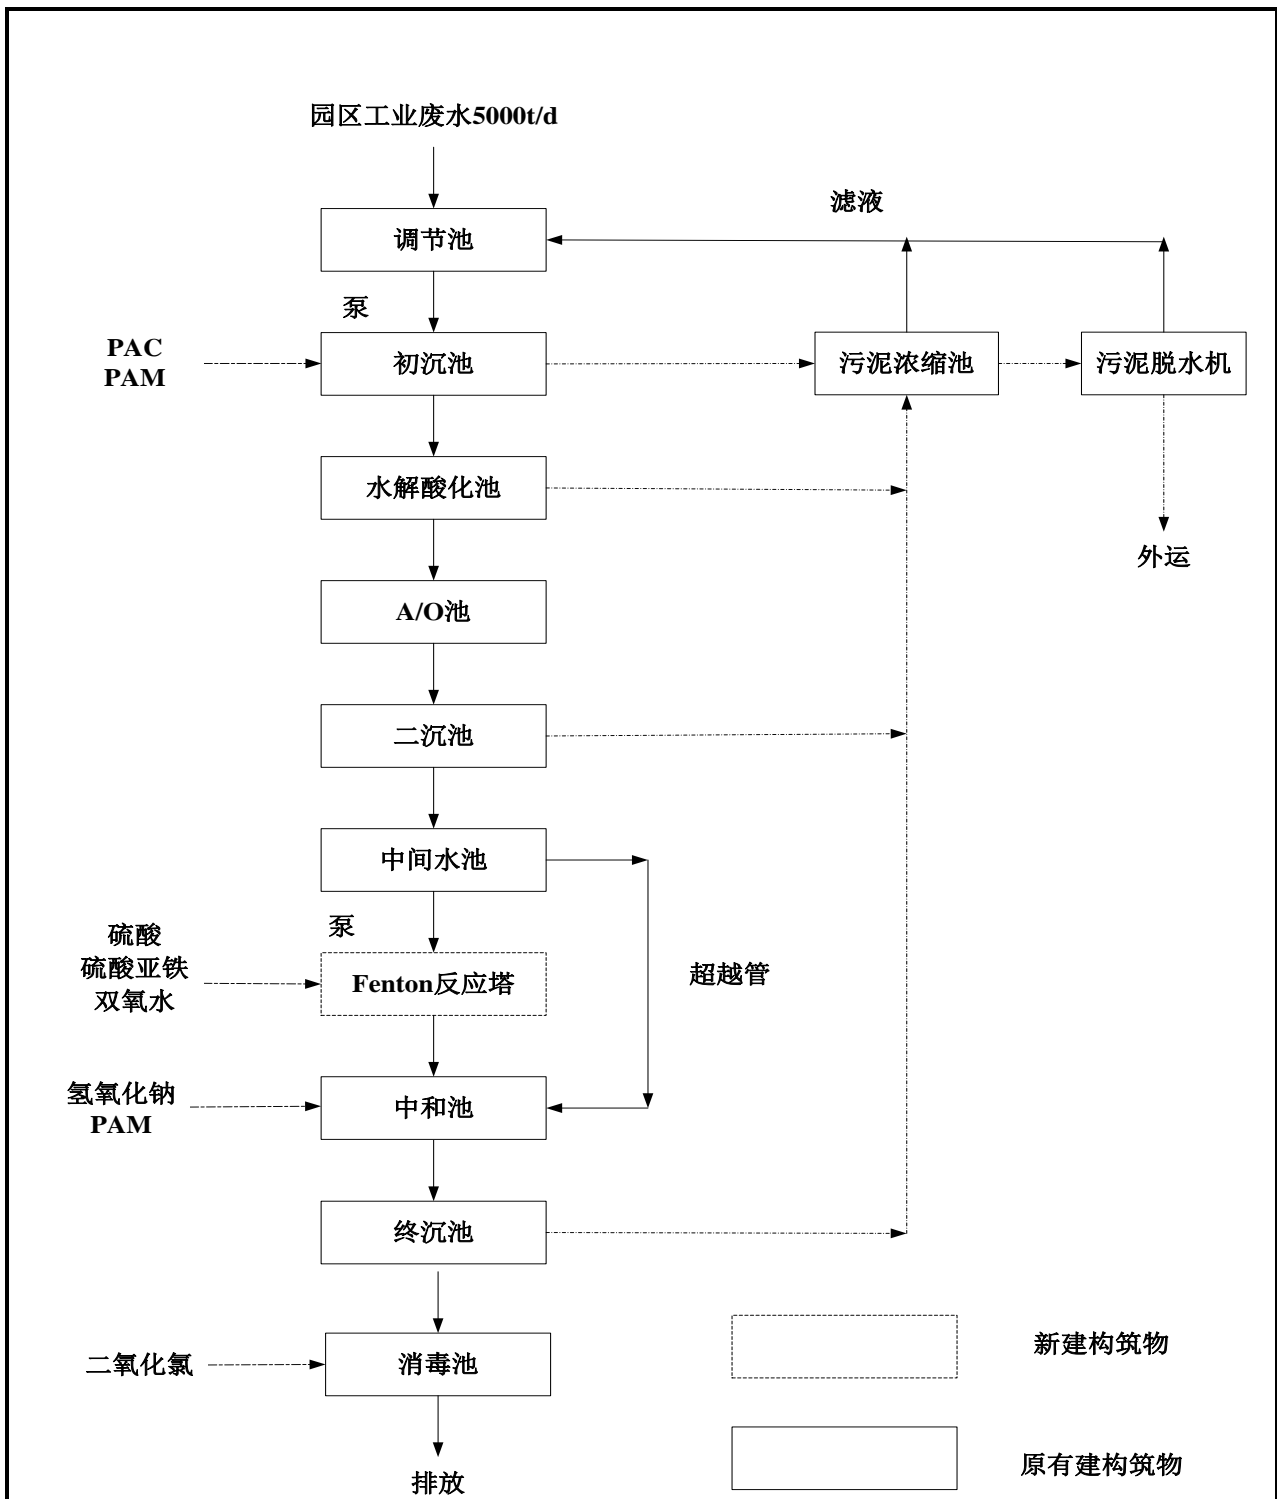 园区工业废水5000t/d
滤液
调节池
泵
PAC
PAM
初沉池
污泥浓缩池
污泥脱水机
水解酸化池
外运
A/O池
二沉池
中间水池
泵
硫酸
硫酸亚铁
双氧水
Fenton反应塔
超越管
氢氧化钠
PAM
中和池
终沉池
新建构筑物
二氧化氯
消毒池
原有建构筑物
排放